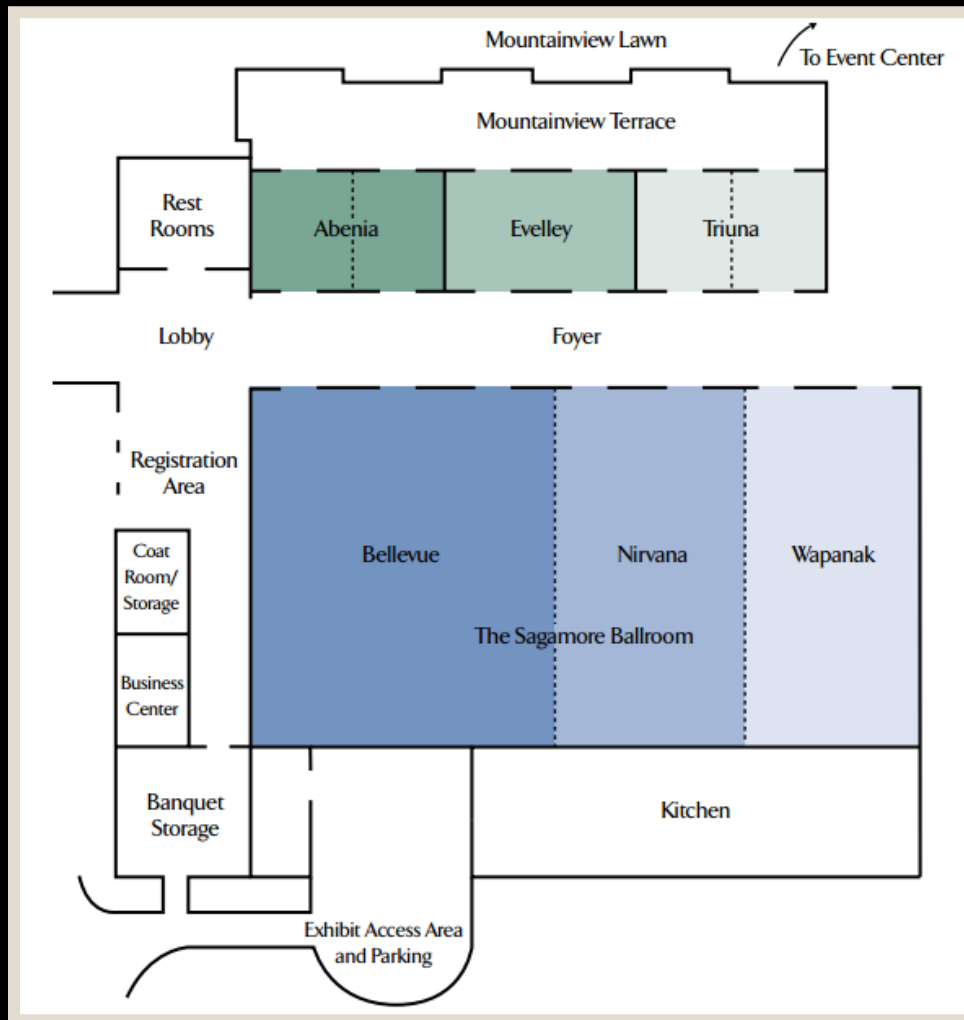 Mountainview Lawn
To Event Center
Mountainview Terrace
Rest
Rooms
Abenia
Evelley
Triuna
Lobby
Foyer
Registration
Area
Coat
Room/
Storage
Bellevue
Nirvana
Wapanak
The Sagamore Ballroom
Business
Center
Banquet
Storage
Kitchen
Exhibit Access Area
and Parking